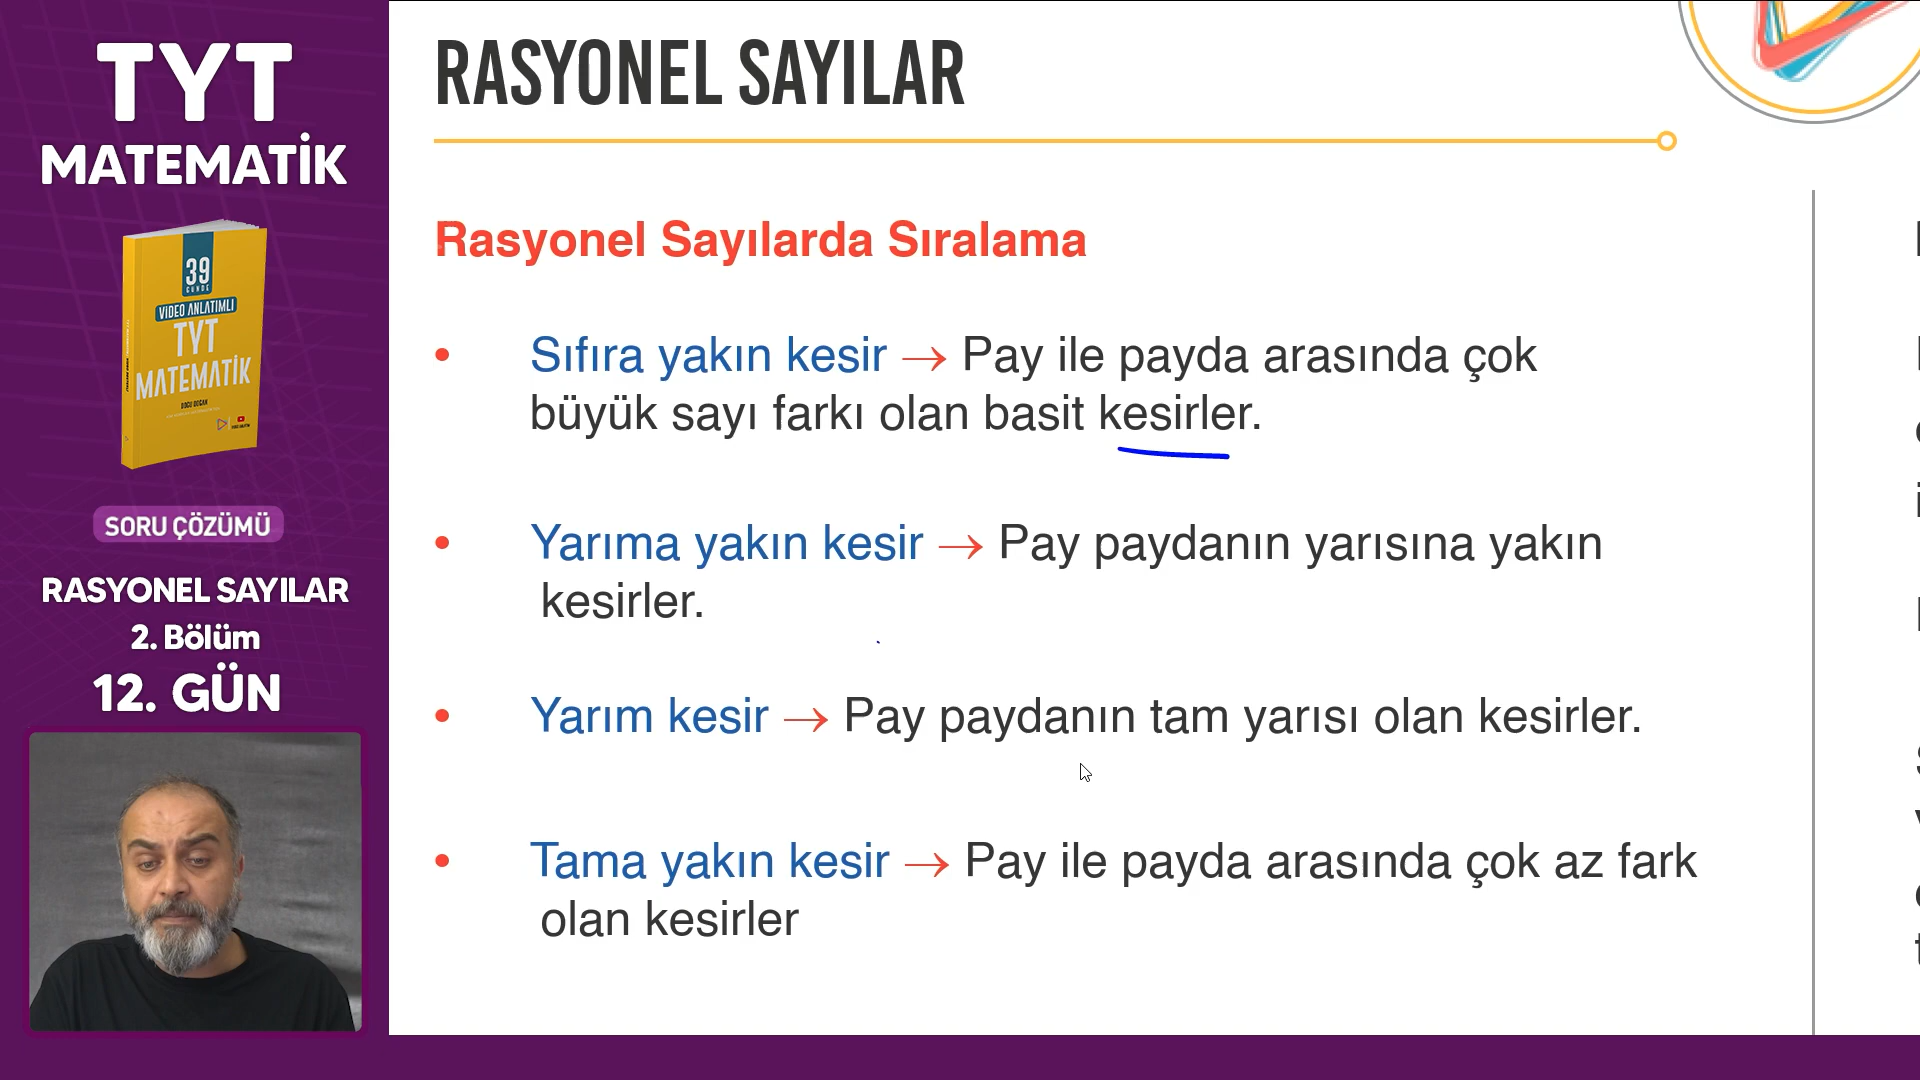 TYT
MATEMATİK
39
GÜNDE
VİDEO ANLATIMLI
TYT
MATEMATİK
SORU ÇÖZÜMÜ
RASYONEL SAYILAR
2. Bölüm
12. GÜN
RASYONEL SAYILAR
Rasyonel Sayılarda Sıralama
• Sıfıra yakın kesir → Pay ile payda arasında çok
büyük sayı farkı olan basit kesirler.
• Yarıma yakın kesir → Pay paydanın yarısına yakın
kesirler.
• Yarım kesir → Pay paydanın tam yarısı olan kesirler.
• Tama yakın kesir → Pay ile payda arasında çok az fark
olan kesirler